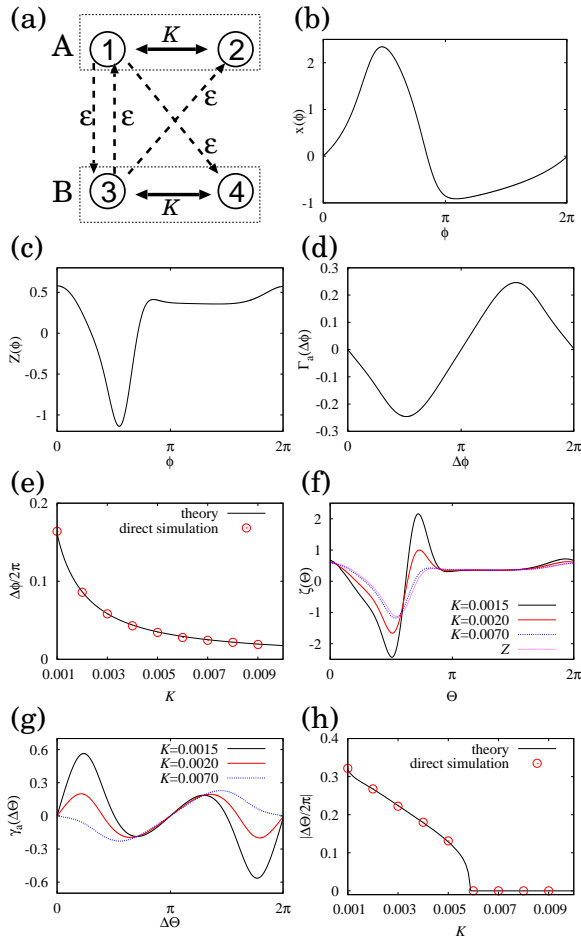 (a)
A
1
K
2
ε
ε
ε
ε
B
3
K
4
(b)
x(ϕ)
2
1
0
-1
0
π
2π
ϕ
(c)
Z(ϕ)
0.5
0
-0.5
-1
0
π
2π
ϕ
(d)
Γa(Δϕ)
0.3
0.2
0.1
0
-0.1
-0.2
-0.3
0
π
2π
Δϕ
(e)
theory
direct simulation
Δϕ/2π
0.2
0.1
0
0.001
0.003
0.005
0.007
0.009
K
(f)
ζ(Θ)
2
1
0
-1
-2
K=0.0015
K=0.0020
K=0.0070
Z
0
π
2π
Θ
(g)
K=0.0015
K=0.0020
K=0.0070
γa(ΔΘ)
0.6
0.3
0
-0.3
-0.6
0
π
2π
ΔΘ
(h)
theory
direct simulation
|ΔΘ/2π|
0.4
0.3
0.2
0.1
0
0.001
0.003
0.005
0.007
0.009
K